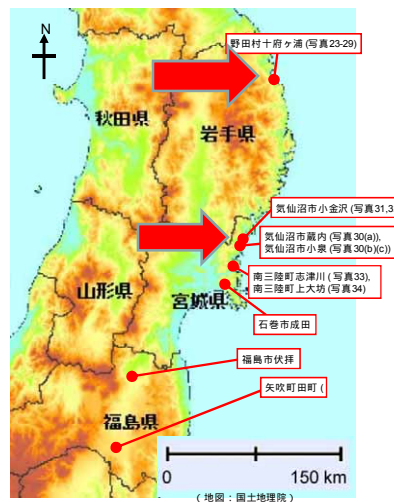 N
野田村十府ヶ浦 (写真23-29)
秋田県
岩手県
気仙沼市小金沢 (写真31,3
気仙沼市蔵内 (写真30(a)),
気仙沼市小泉 (写真30(b)(c))
南三陸町志津川 (写真33),
南三陸町上大坊 (写真34)
山形県
宮城県
石巻市成田
福島市伏拝
矢吹町田町 (
福島県
0
150 km
(地図：国土地理院)